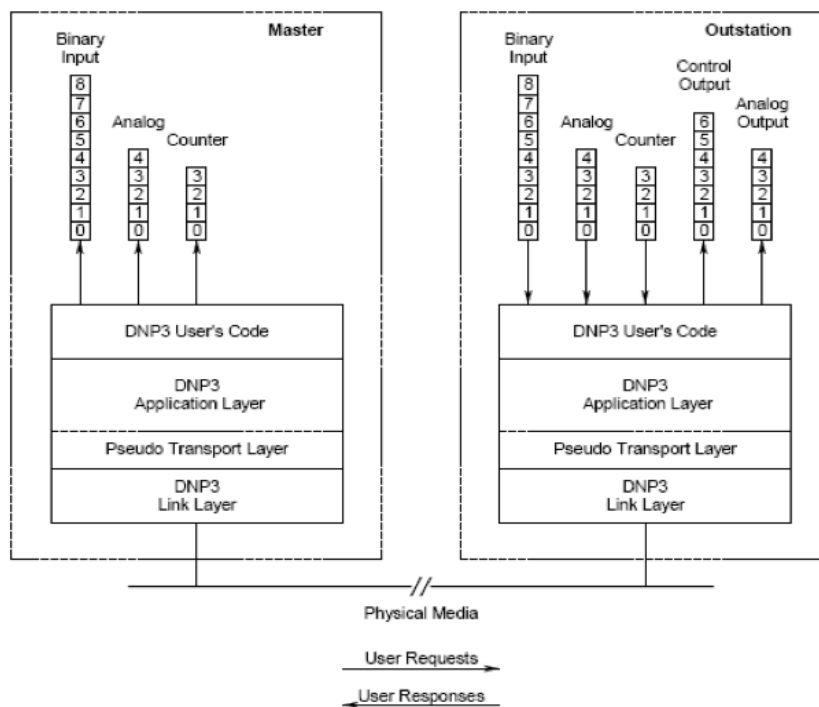 Master
Binary
Input
8
7
6
5
4
3
2
1
0
Analog
4
3
2
1
0
Counter
3
2
1
0
DNP3 User's Code
DNP3
Application Layer
Pseudo Transport Layer
DNP3
Link Layer
Outstation
Binary
Input
8
7
6
5
4
3
2
1
0
Analog
4
3
2
1
0
Counter
3
2
1
0
Control
Output
6
5
4
3
2
1
0
Analog
Output
4
3
2
1
0
DNP3 User's Code
DNP3
Application Layer
Pseudo Transport Layer
DNP3
Link Layer
Physical Media
User Requests
User Responses